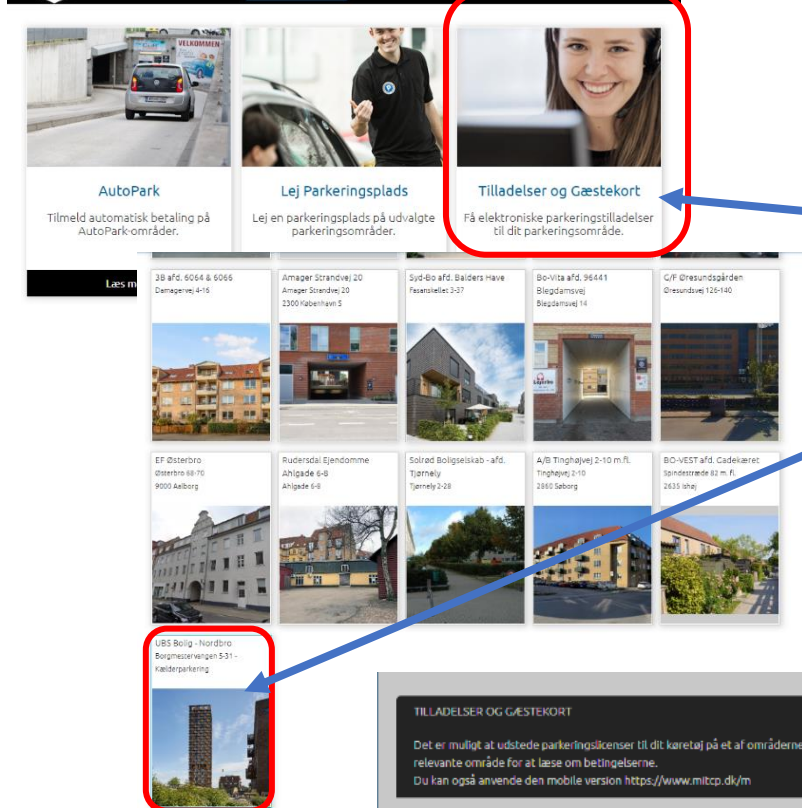 VELKOMMEN
AutoPark
Tilmeld automatisk betaling på
AutoPark-områder.
Lej Parkeringsplads
Lej en parkeringsplads på udvalgte
parkeringsområder.
Tilladelser og Gæstekort
Få elektroniske parkeringstilladelser
til dit parkeringsområde.
Læs m
3B afd. 6064 & 6066
Damagervej 4-16
Amager Strandvej 20
Amager Strandvej 20
2300 København S
Syd-Bo afd. Balders Have
Fasanskellet 3-37
Bo-Vita afd. 96441
Blegdamsvej
Blegdamsvej 14
G/F Øresundsgården
Øresundsvej 126-140
EF Østerbro
Østerbro 68-70
9000 Aalborg
Rudersdal Ejendomme
Ahlgade 6-8
Ahlgade 6-8
Solrød Boligselskab - afd.
Tjørnely
Tjørnely 2-28
A/B Tinghøjvej 2-10 m.fl.
Tinghøjvej 2-10
2860 Søborg
BO-VEST afd. Gadekæret
Spindestræde 82 m. fl.
2635 Ishøj
UBS Bolig - Nordbro
Borgmestervangen 5-31 -
Kælderparkering
TILLADELSER OG GÆSTEKORT
Det er muligt at udstede parkeringslicenser til dit køretøj på et af områderne
relevante område for at læse om betingelserne.
Du kan også anvende den mobile version https://www.mitcp.dk/m